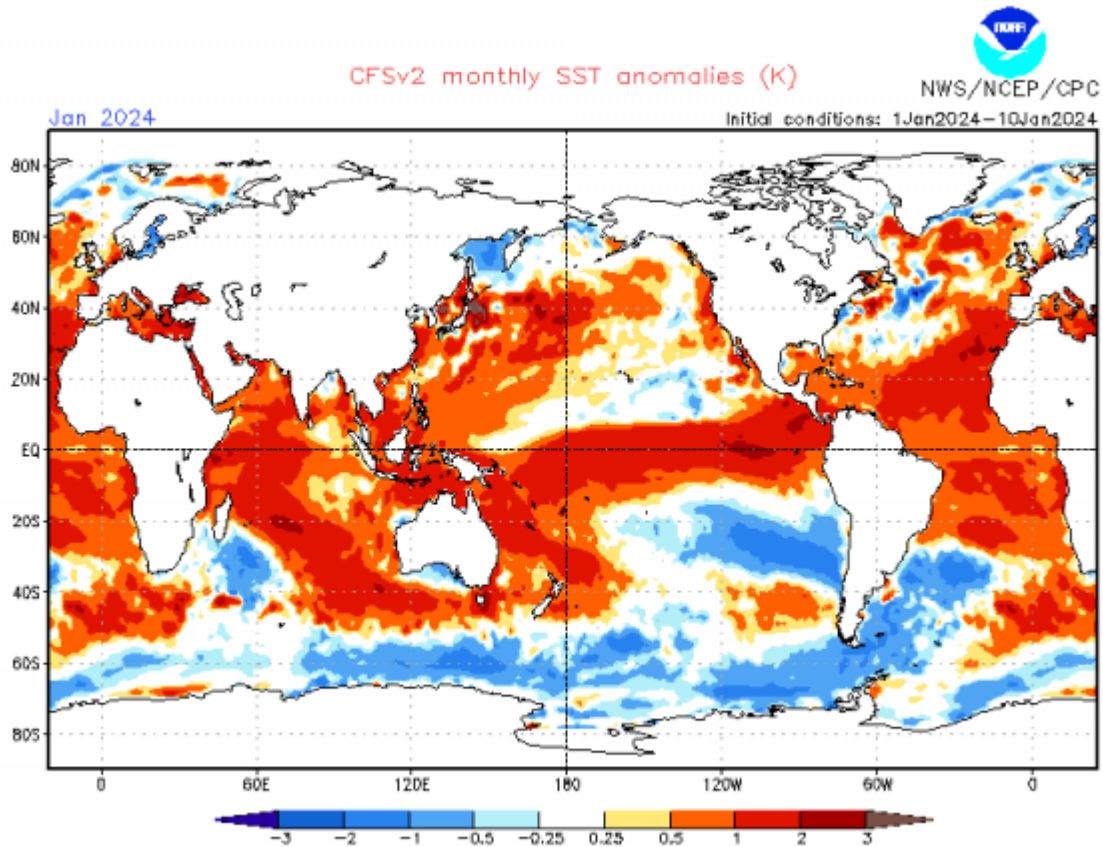 NOAA
CFSv2 monthly SST anomalies (K)
NWS/NCEP/CPC
Jan 2024
Initial conditions: 1Jan2024–10Jan2024
80N
60N
40N
20N
EQ
20S
40S
60S
80S
0 60E 120E 180 120W 60W 0
-3 -2 -1 -0.5 -0.25 0.25 0.5 1 2 3